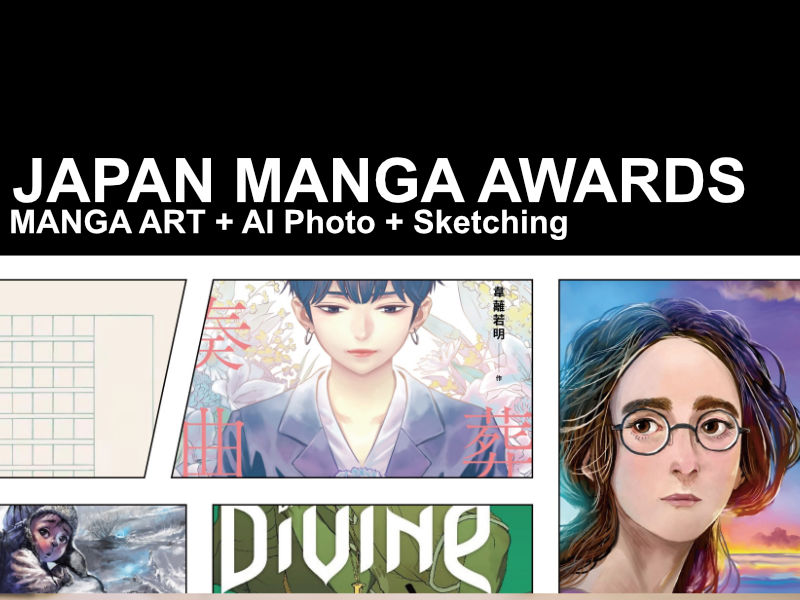 JAPAN MANGA AWARDS
MANGA ART + AI Photo + Sketching
韋蘺若明
作
奏
曲
葬
DiViNe